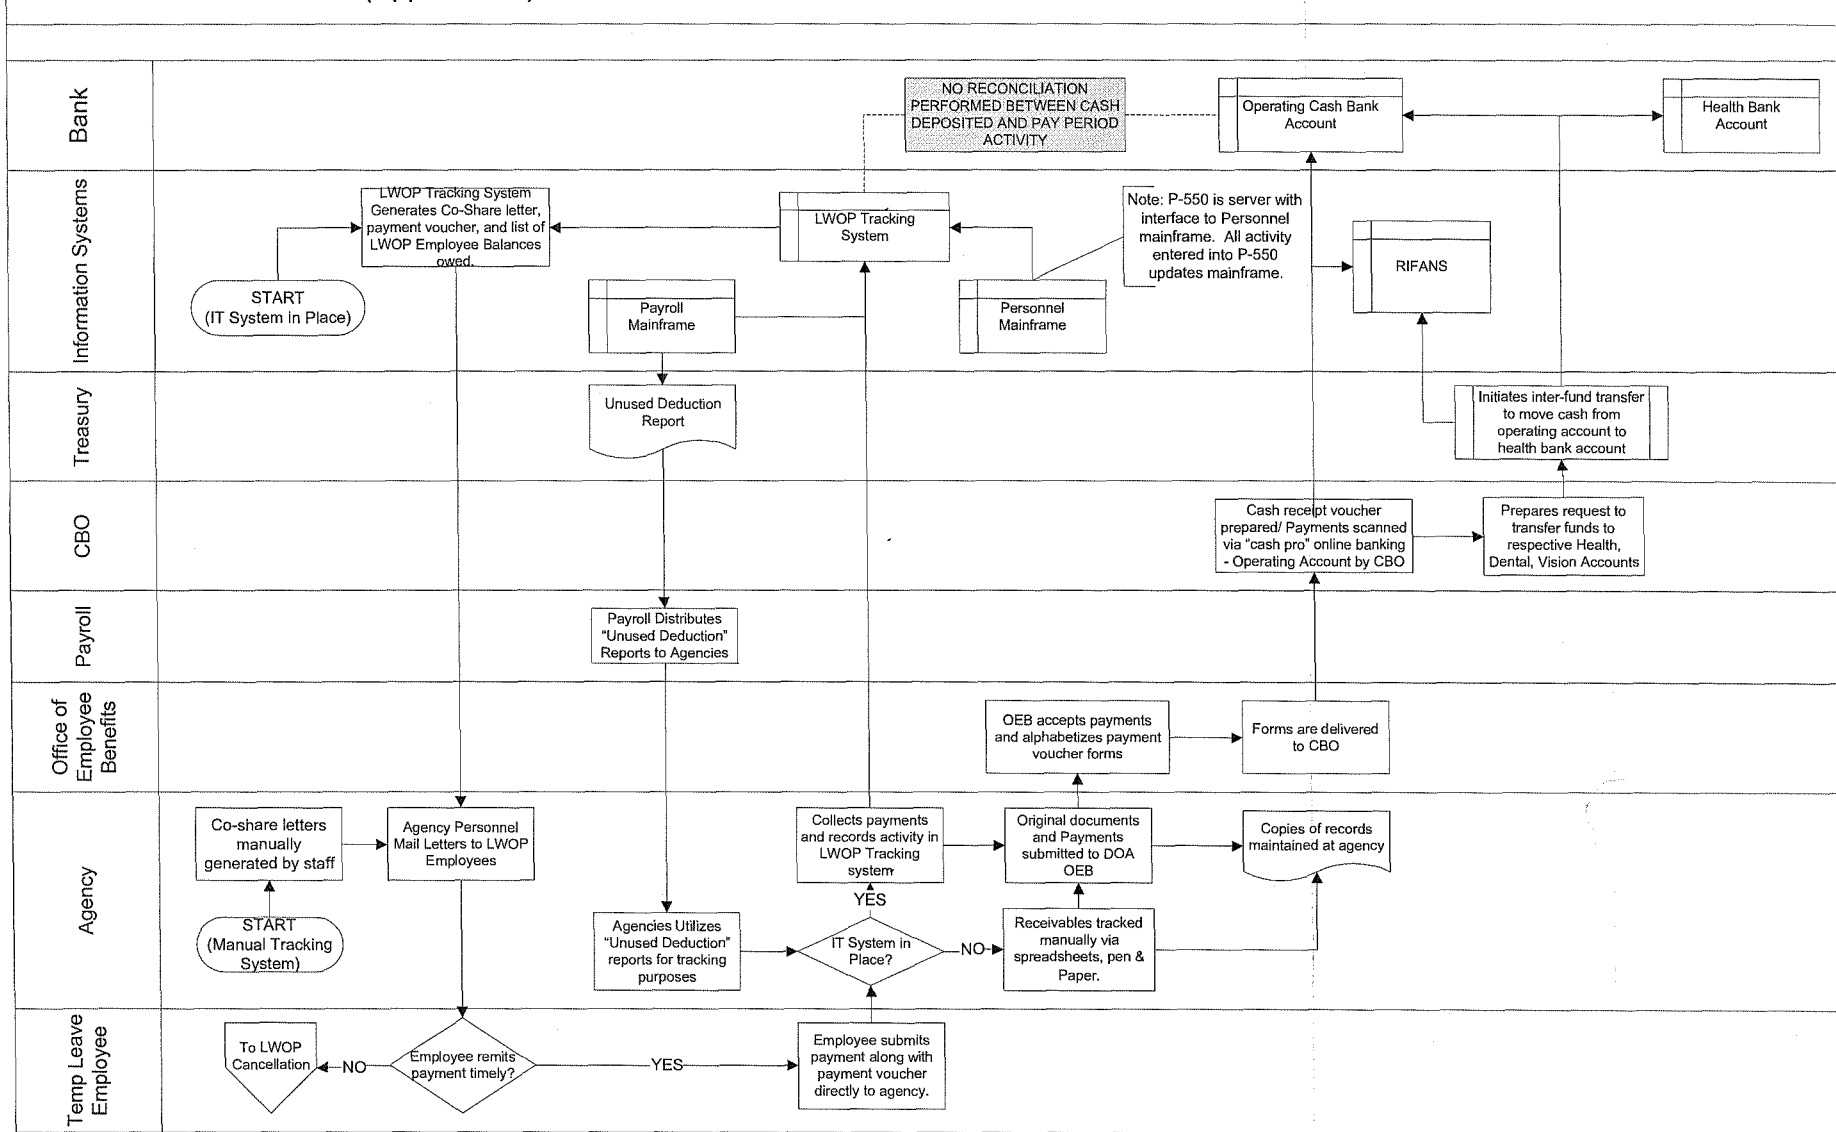 Bank
NO RECONCILIATION
PERFORMED BETWEEN CASH
DEPOSITED AND PAY PERIOD
ACTIVITY
Operating Cash Bank
Account
Health Bank
Account
Information Systems
LWOP Tracking System
Generates Co-Share letter,
payment voucher, and list of
LWOP Employee Balances
owed.
LWOP Tracking
System
Note: P-550 is server with
interface to Personnel
mainframe. All activity
entered into P-550
updates mainframe.
RIFANS
START
(IT System in Place)
Payroll
Mainframe
Personnel
Mainframe
Treasury
Unused Deduction
Report
Initiates inter-fund transfer
to move cash from
operating account to
health bank account
CBO
Cash receipt voucher
prepared/ Payments scanned
via "cash pro" online banking
- Operating Account by CBO
Prepares request to
transfer funds to
respective Health,
Dental, Vision Accounts
Payroll
Payroll Distributes
"Unused Deduction"
Reports to Agencies
Office of
Employee
Benefits
OEB accepts payments
and alphabetizes payment
voucher forms
Forms are delivered
to CBO
Agency
Co-share letters
manually
generated by staff
Agency Personnel
Mail Letters to LWOP
Employees
Collects payments
and records activity in
LWOP Tracking
system
Original documents
and Payments
submitted to DOA
OEB
Copies of records
maintained at agency
START
(Manual Tracking
System)
Agencies Utilizes
"Unused Deduction"
reports for tracking
purposes
YES
IT System in
Place?
NO
Receivables tracked
manually via
spreadsheets, pen &
Paper.
Temp Leave
Employee
To LWOP
Cancellation
NO
Employee remits
payment timely?
YES
Employee submits
payment along with
payment voucher
directly to agency.